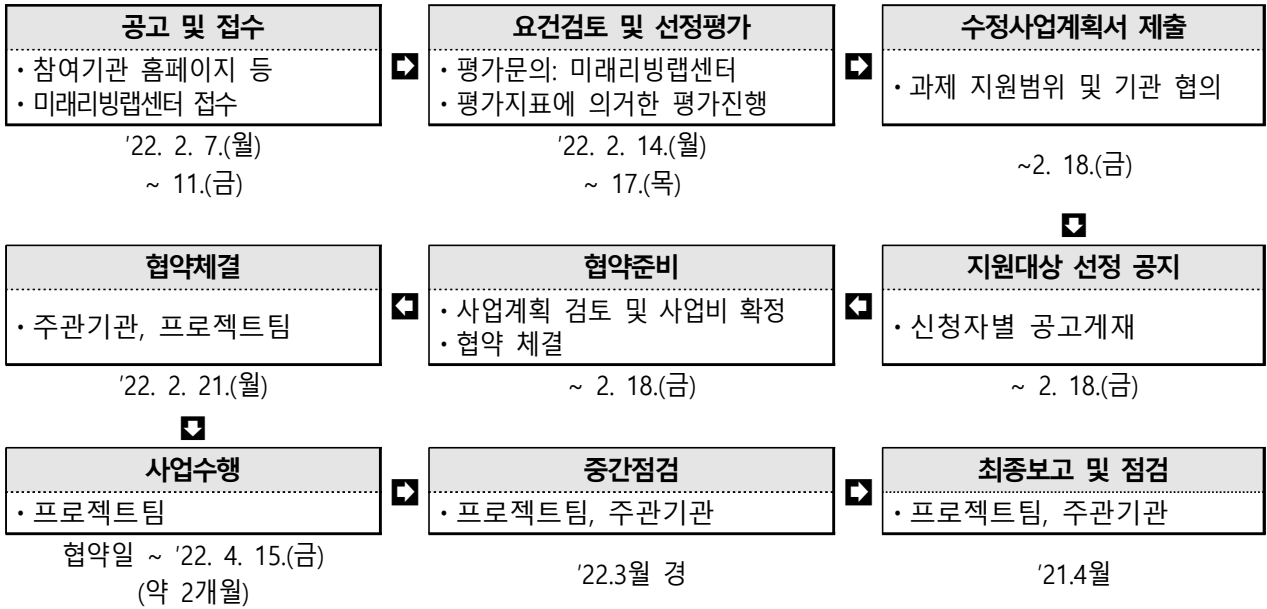 공고 및 접수
・참여기관 홈페이지 등
・미래리빙랩센터 접수
'22. 2. 7.(월)
~ 11.(금)
요건검토 및 선정평가
・평가문의: 미래리빙랩센터
・평가지표에 의거한 평가진행
'22. 2. 14.(월)
~ 17.(목)
수정사업계획서 제출
・과제 지원범위 및 기관 협의
~2. 18.(금)
지원대상 선정 공지
・신청자별 공고게재
~ 2. 18.(금)
협약준비
・사업계획 검토 및 사업비 확정
・협약 체결
~ 2. 18.(금)
협약체결
・주관기관, 프로젝트팀
'22. 2. 21.(월)
사업수행
・프로젝트팀
협약일 ~ '22. 4. 15.(금)
(약 2개월)
중간점검
・프로젝트팀, 주관기관
'22.3월 경
최종보고 및 점검
・프로젝트팀, 주관기관
'21.4월